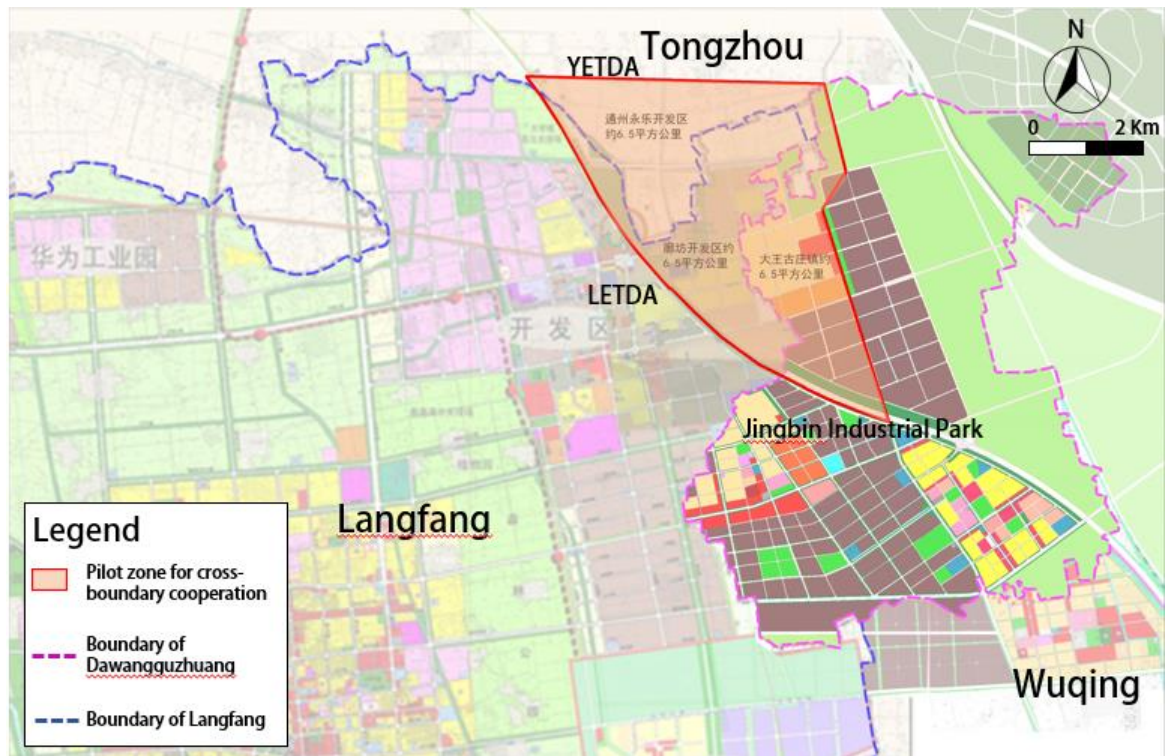 Tongzhou
YETDA
N
0 2 Km
通州永乐开发区
约6.5平方公里
华为工业园
廊坊开发区约
6.5平方公里
大王古庄镇约
6.5平方公里
LETDA
开发区
Jingbin Industrial Park
Langfang
Wuqing
Legend
Pilot zone for cross-
boundary cooperation
Boundary of
Dawangguzhuang
Boundary of Langfang